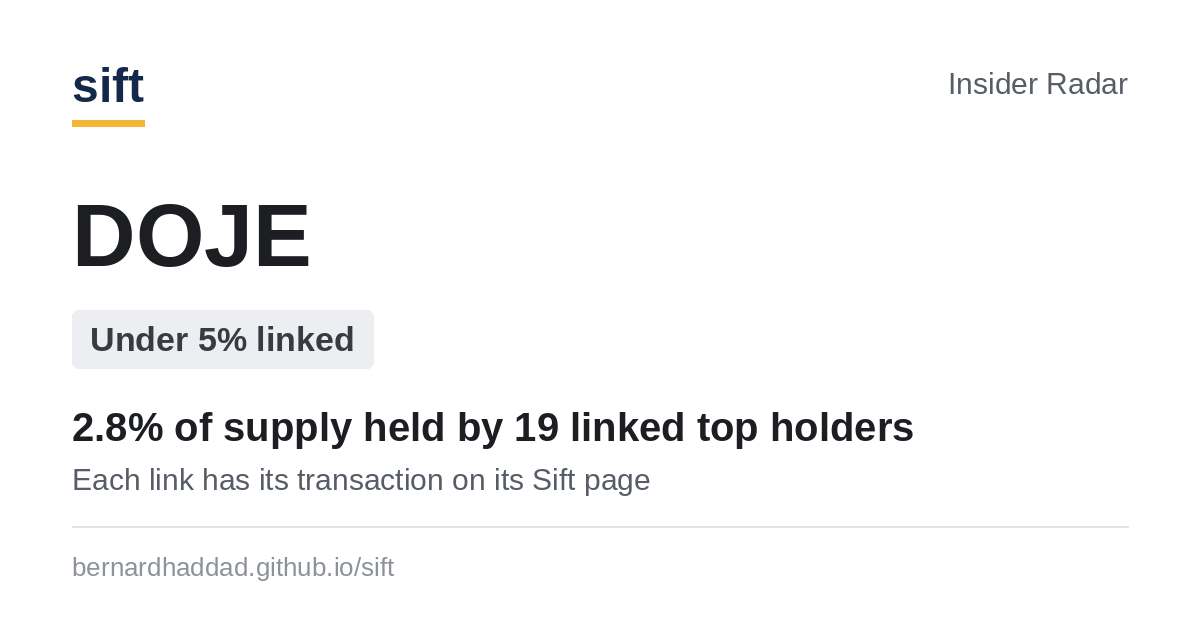 sift
Insider Radar
DOJE
Under 5% linked
2.8% of supply held by 19 linked top holders
Each link has its transaction on its Sift page
bernardhaddad.github.io/sift